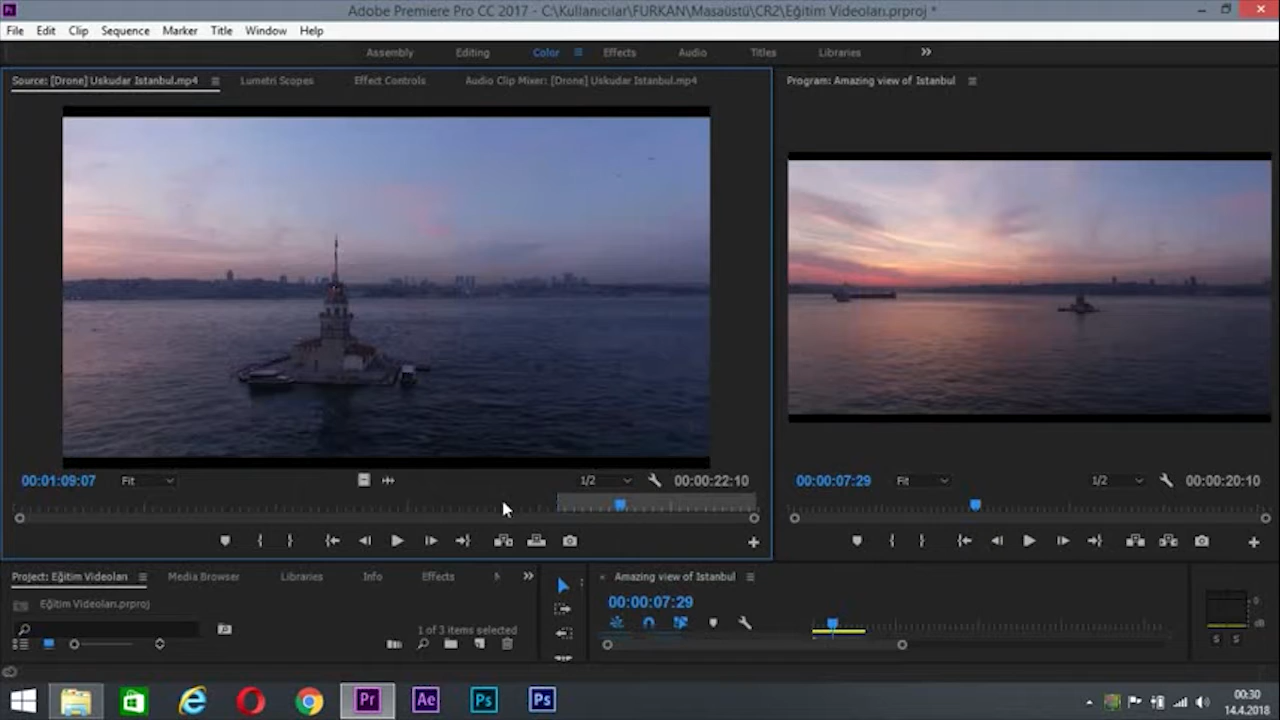 Adobe Premiere Pro CC 2017 - C:\Kullanıcılar\FURKAN\Masaüstü\CR2\Eğitim Videoları.prproj *
File Edit Clip Sequence Marker Title Window Help
Assembly Editing Color Effects Audio Titles Libraries
Source: [Drone] Uskudar Istanbul.mp4 Lumetri Scopes Effect Controls Audio Clip Mixer: [Drone] Uskudar Istanbul.mp4 Program: Amazing view of Istanbul
00:01:09:07 Fit 1/2 00:00:22:10 00:00:07:29 Fit 1/2 00:00:20:10
Project: Eğitim Videoları Media Browser Libraries Info Effects × Amazing view of Istanbul
Eğitim Videoları.prproj 00:00:07:29
1 of 3 items selected
0
S S
Pr Ae Ps Ps
00:30
14.4.2018